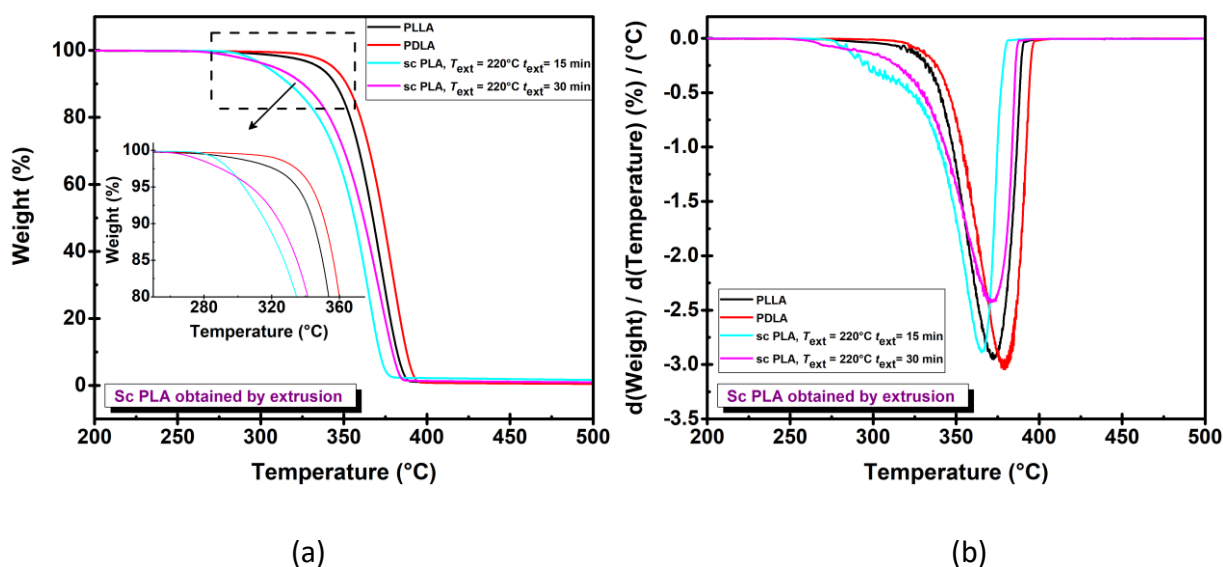 PLLA
PDLA
sc PLA, Text = 220°C text= 15 min
sc PLA, Text = 220°C text= 30 min
100
80
60
40
20
0
Weight (%)
100
95
90
85
80
Weight (%)
280
320
360
Temperature (°C)
Sc PLA obtained by extrusion
200
250
300
350
400
450
500
Temperature (°C)
(a)
0.0
-0.5
-1.0
-1.5
-2.0
-2.5
-3.0
-3.5
d(Weight) / d(Temperature) (%) / (°C)
PLLA
PDLA
sc PLA, Text = 220°C text= 15 min
sc PLA, Text = 220°C text= 30 min
Sc PLA obtained by extrusion
200
250
300
350
400
450
500
Temperature (°C)
(b)